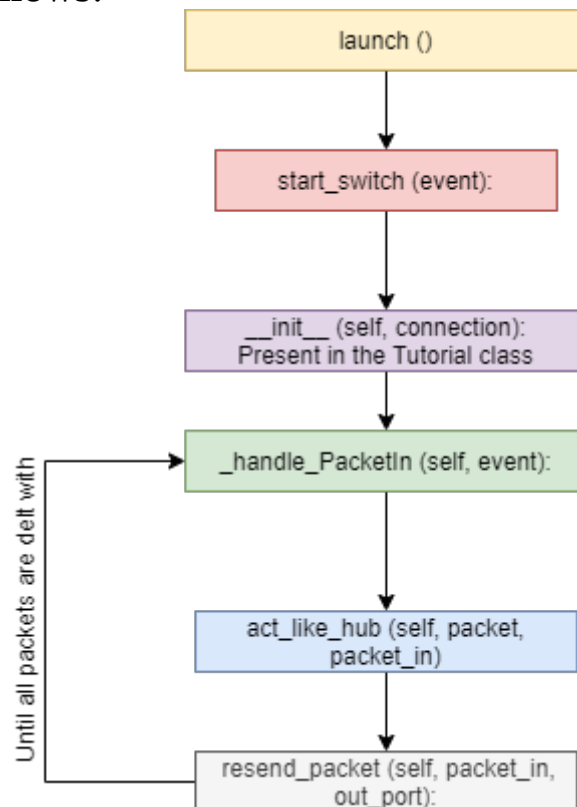 launch ()
start_switch (event):
__init__ (self, connection):
Present in the Tutorial class
_handle_PacketIn (self, event):
Until all packets are delt with
act_like_hub (self, packet,
packet_in)
resend_packet (self, packet_in,
out_port):